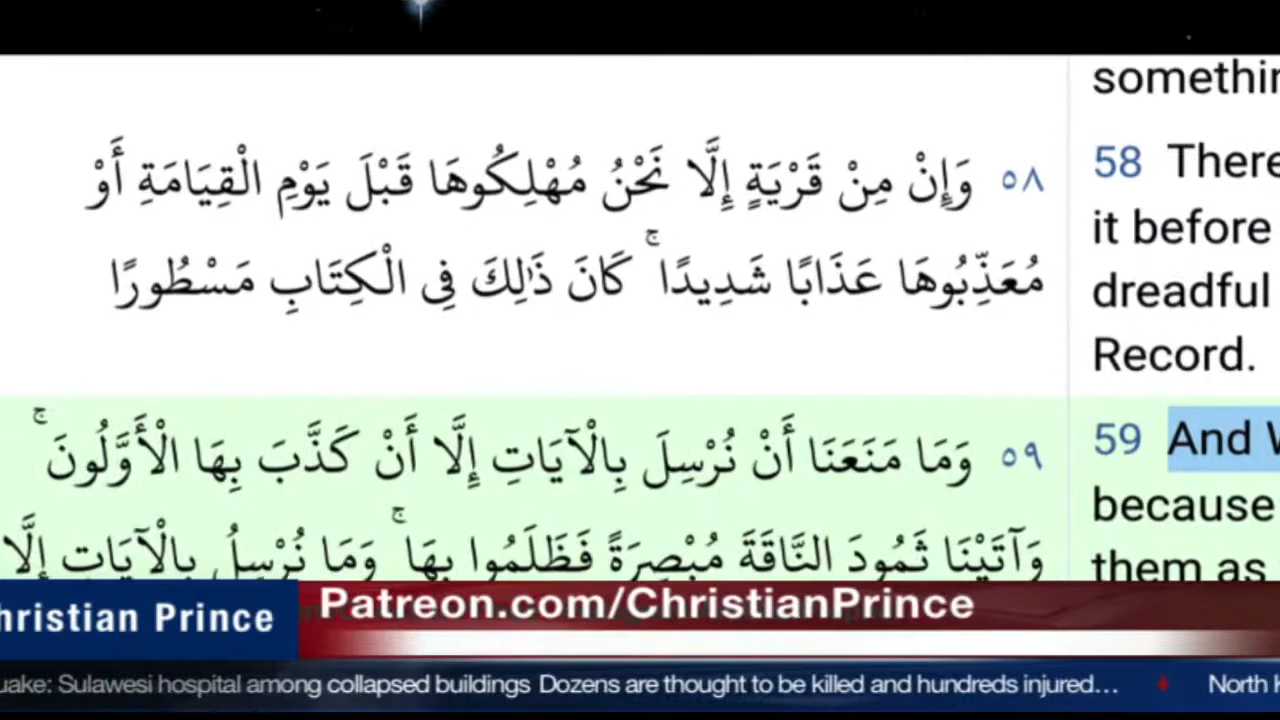 somethin
٥٨ وَإِنْ مِنْ قَرْيَةٍ إِلَّا نَحْنُ مُهْلِكُوهَا قَبْلَ يَوْمِ الْقِيَامَةِ أَوْ
مُعَذِّبُوهَا عَذَابًا شَدِيدًا ۚ كَانَ ذَٰلِكَ فِي الْكِتَابِ مَسْطُورًا
58 There
it before
dreadful
Record.
٥٩ وَمَا مَنَعَنَا أَنْ نُرْسِلَ بِالْآيَاتِ إِلَّا أَنْ كَذَّبَ بِهَا الْأَوَّلُونَ ۚ
وَآتَيْنَا ثَمُودَ النَّاقَةَ مُبْصِرَةً فَظَلَمُوا بِهَا ۚ وَمَا نُرْسِلُ بِالْآيَاتِ إِلَّا
59 And W
because
them as
hristian Prince
Patreon.com/ChristianPrince
uake: Sulawesi hospital among collapsed buildings Dozens are thought to be killed and hundreds injured... North K